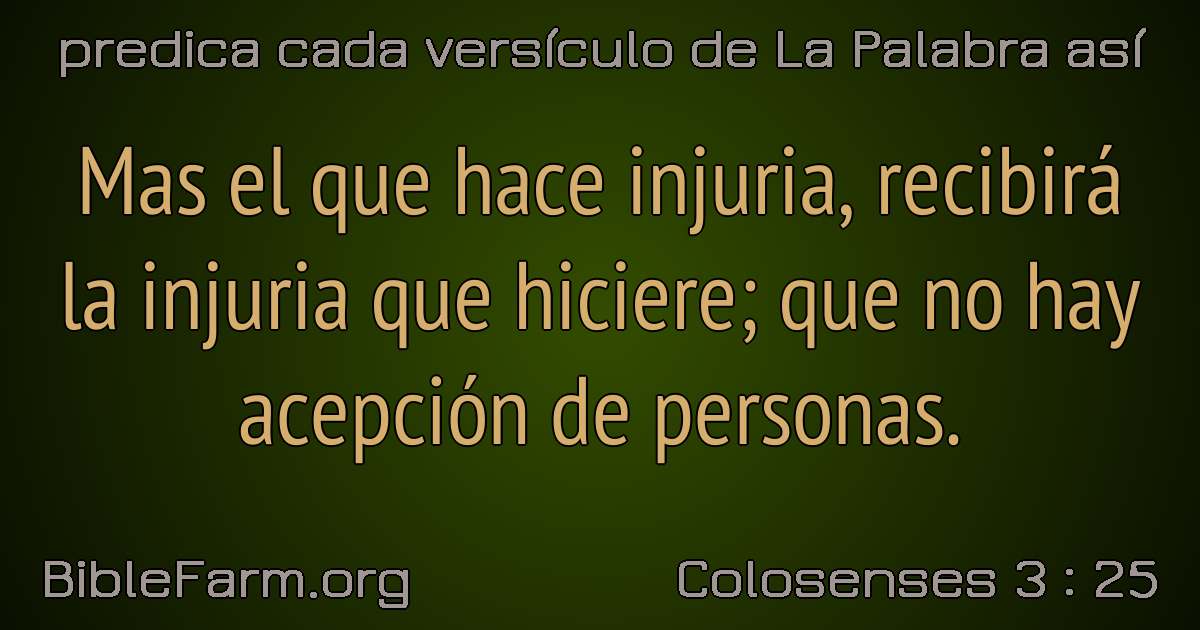 predica cada versículo de La Palabra así
Mas el que hace injuria, recibirá
la injuria que hiciere; que no hay
acepción de personas.
BibleFarm.org
Colosenses 3 : 25